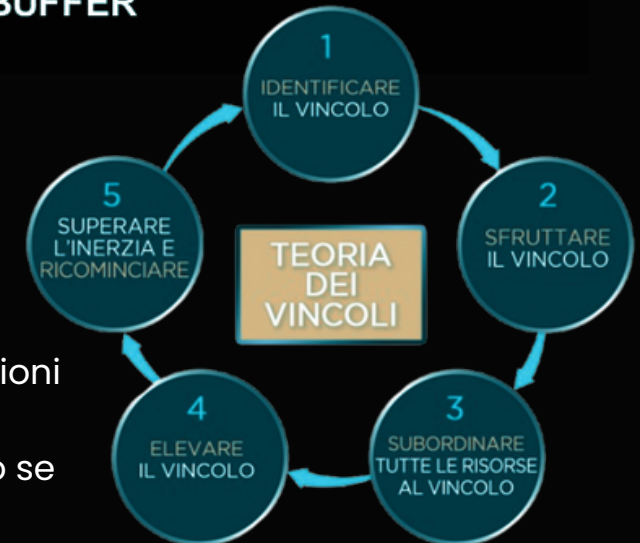 BUFFER
1
IDENTIFICARE
IL VINCOLO
2
SFRUTTARE
IL VINCOLO
3
SUBORDINARE
TUTTE LE RISORSE
AL VINCOLO
4
ELEVARE
IL VINCOLO
5
SUPERARE
L'INERZIA E
RICOMINCIARE
TEORIA
DEI
VINCOLI
ioni
o se